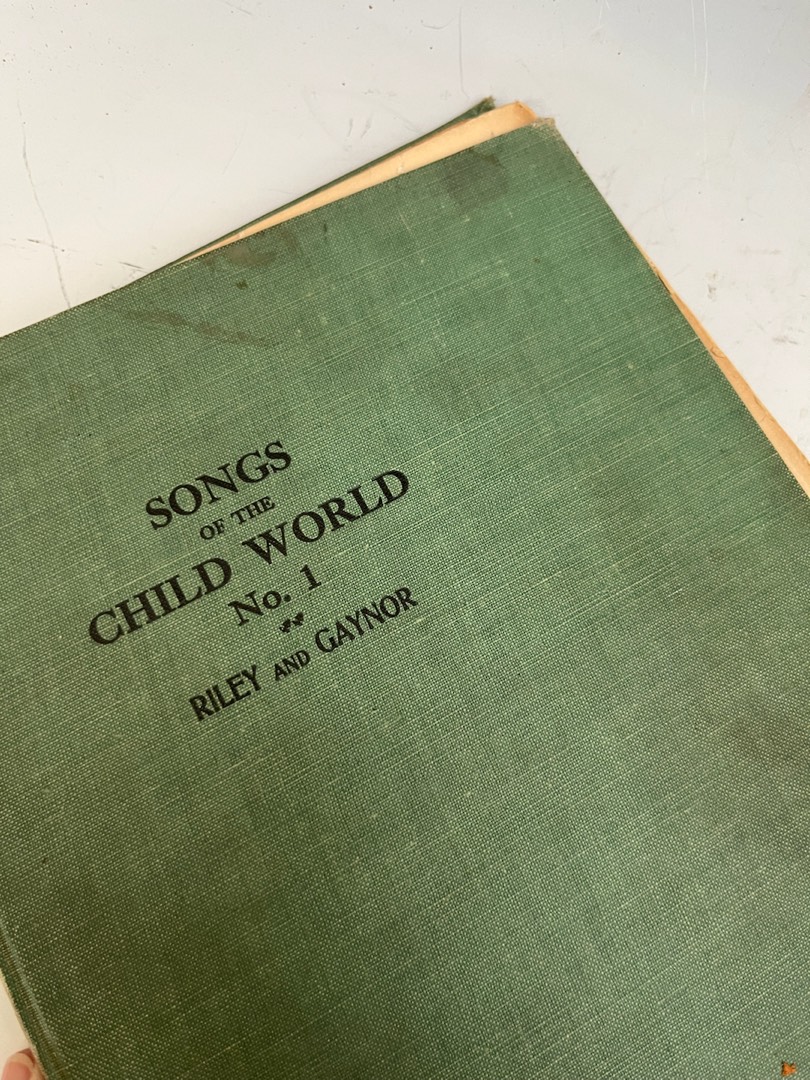 SONGS
OF THE
CHILD WORLD
No. 1
RILEY AND GAYNOR